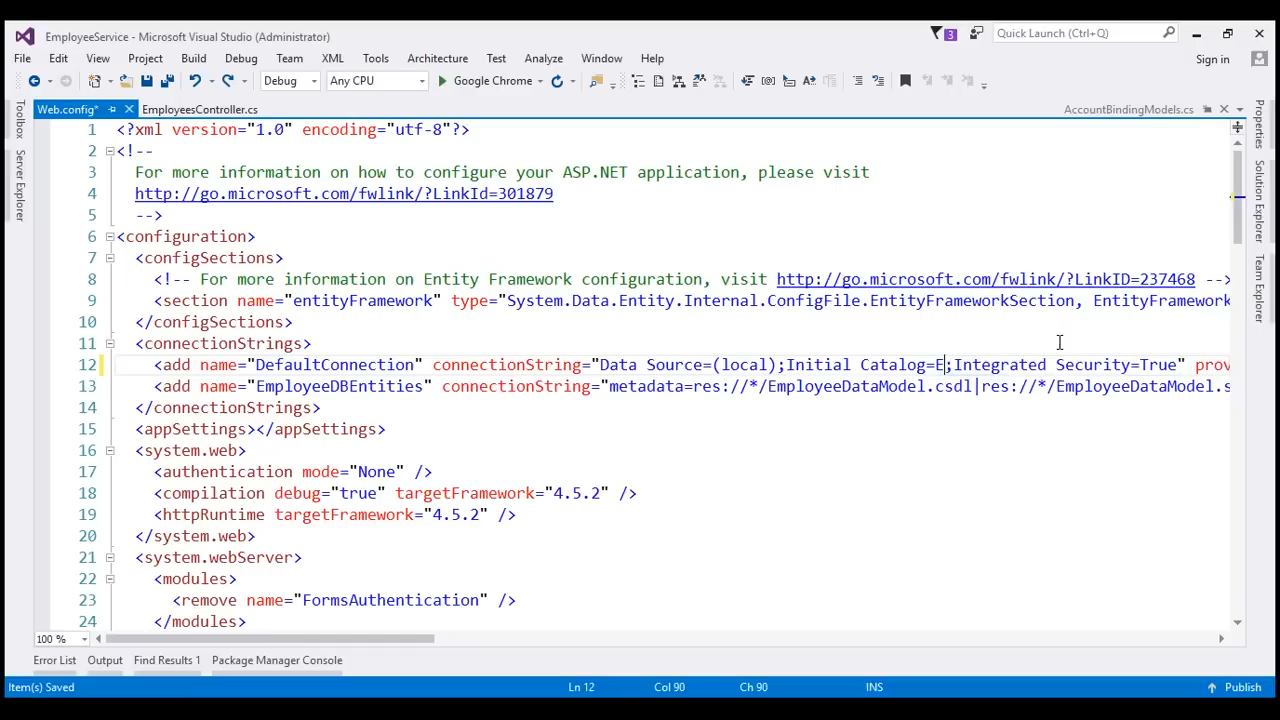 EmployeeService - Microsoft Visual Studio (Administrator)
3
Quick Launch (Ctrl+Q)
File Edit View Project Build Debug Team XML Tools Architecture Test Analyze Window Help
Sign in
Debug Any CPU Google Chrome
Web.config* EmployeesController.cs AccountBindingModels.cs
Toolbox
Server Explorer
Properties
Solution Explorer
Team Explorer
1 <?xml version="1.0" encoding="utf-8"?>
2 <!--
3 For more information on how to configure your ASP.NET application, please visit
4 http://go.microsoft.com/fwlink/?LinkId=301879
5 -->
6 <configuration>
7 <configSections>
8 <!-- For more information on Entity Framework configuration, visit http://go.microsoft.com/fwlink/?LinkID=237468 -->
9 <section name="entityFramework" type="System.Data.Entity.Internal.ConfigFile.EntityFrameworkSection, EntityFramework
10 </configSections>
11 <connectionStrings>
12 <add name="DefaultConnection" connectionString="Data Source=(local);Initial Catalog=E;Integrated Security=True" prov
13 <add name="EmployeeDBEntities" connectionString="metadata=res://*/EmployeeDataModel.csdl|res://*/EmployeeDataModel.s
14 </connectionStrings>
15 <appSettings></appSettings>
16 <system.web>
17 <authentication mode="None" />
18 <compilation debug="true" targetFramework="4.5.2" />
19 <httpRuntime targetFramework="4.5.2" />
20 </system.web>
21 <system.webServer>
22 <modules>
23 <remove name="FormsAuthentication" />
24 </modules>
100 %
Error List Output Find Results 1 Package Manager Console
Item(s) Saved Ln 12 Col 90 Ch 90 INS Publish